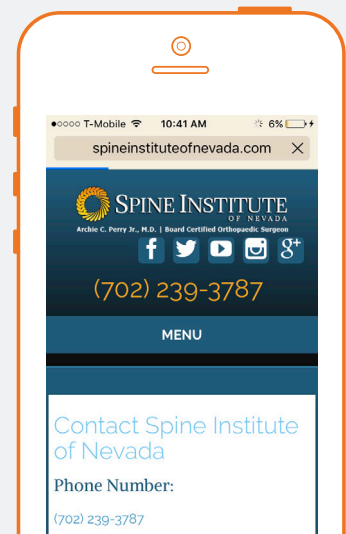 T-Mobile 10:41 AM 6%
spineinstituteofnevada.com
SPINE INSTITUTE
OF NEVADA
Archie C. Perry Jr., M.D. | Board Certified Orthopaedic Surgeon
f g+
(702) 239-3787
MENU
Contact Spine Institute
of Nevada
Phone Number:
(702) 239-3787